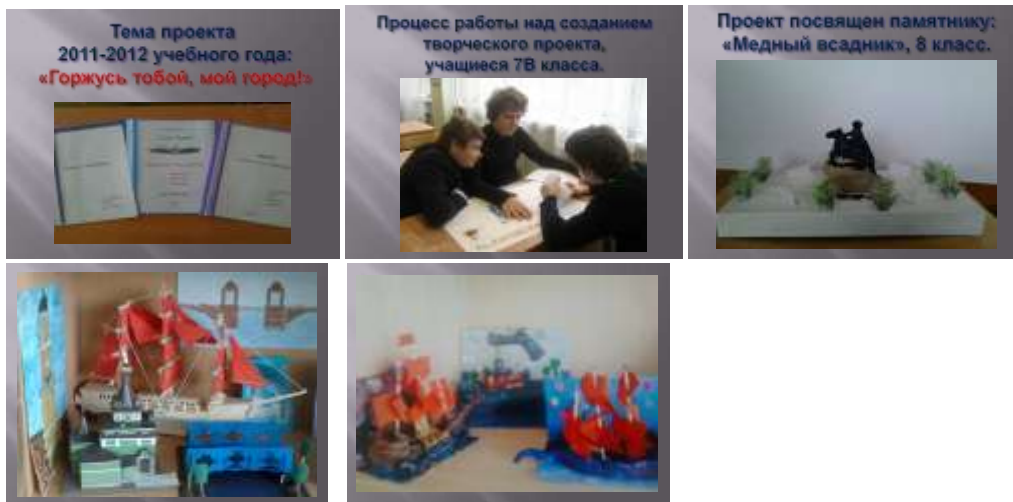 Тема проекта
2011-2012 учебного года:
«Горжусь тобой, мой город!»
Процесс работы над созданием
творческого проекта,
учащиеся 7В класса.
Проект посвящен памятнику:
«Медный всадник», 8 класс.